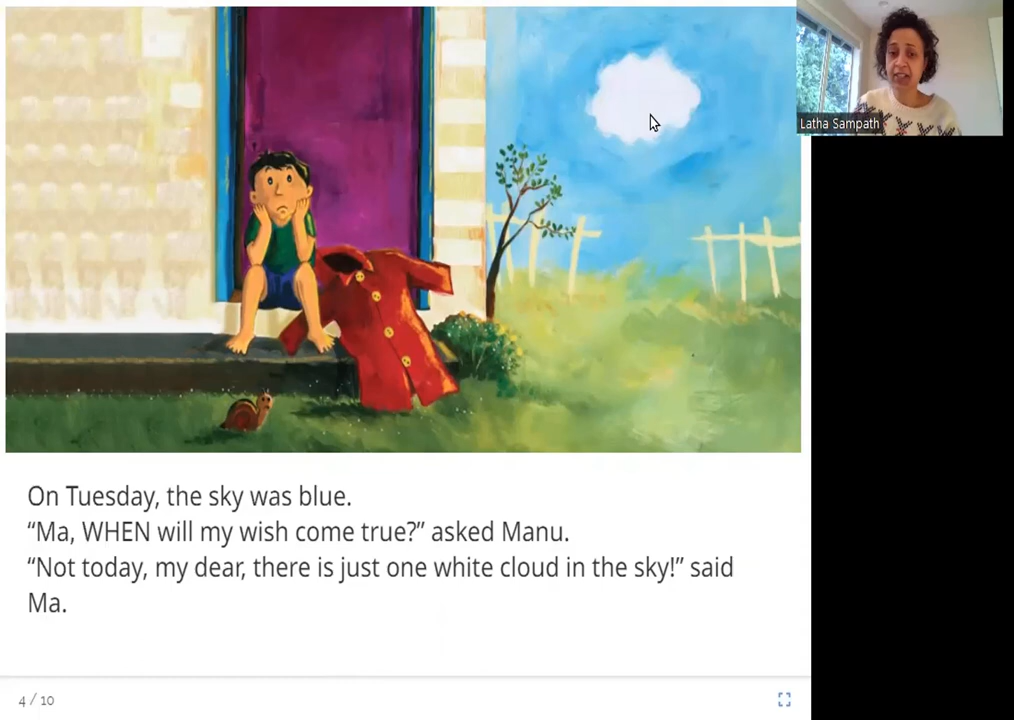 Latha Sampath
On Tuesday, the sky was blue.
“Ma, WHEN will my wish come true?” asked Manu.
“Not today, my dear, there is just one white cloud in the sky!” said
Ma.
4 / 10